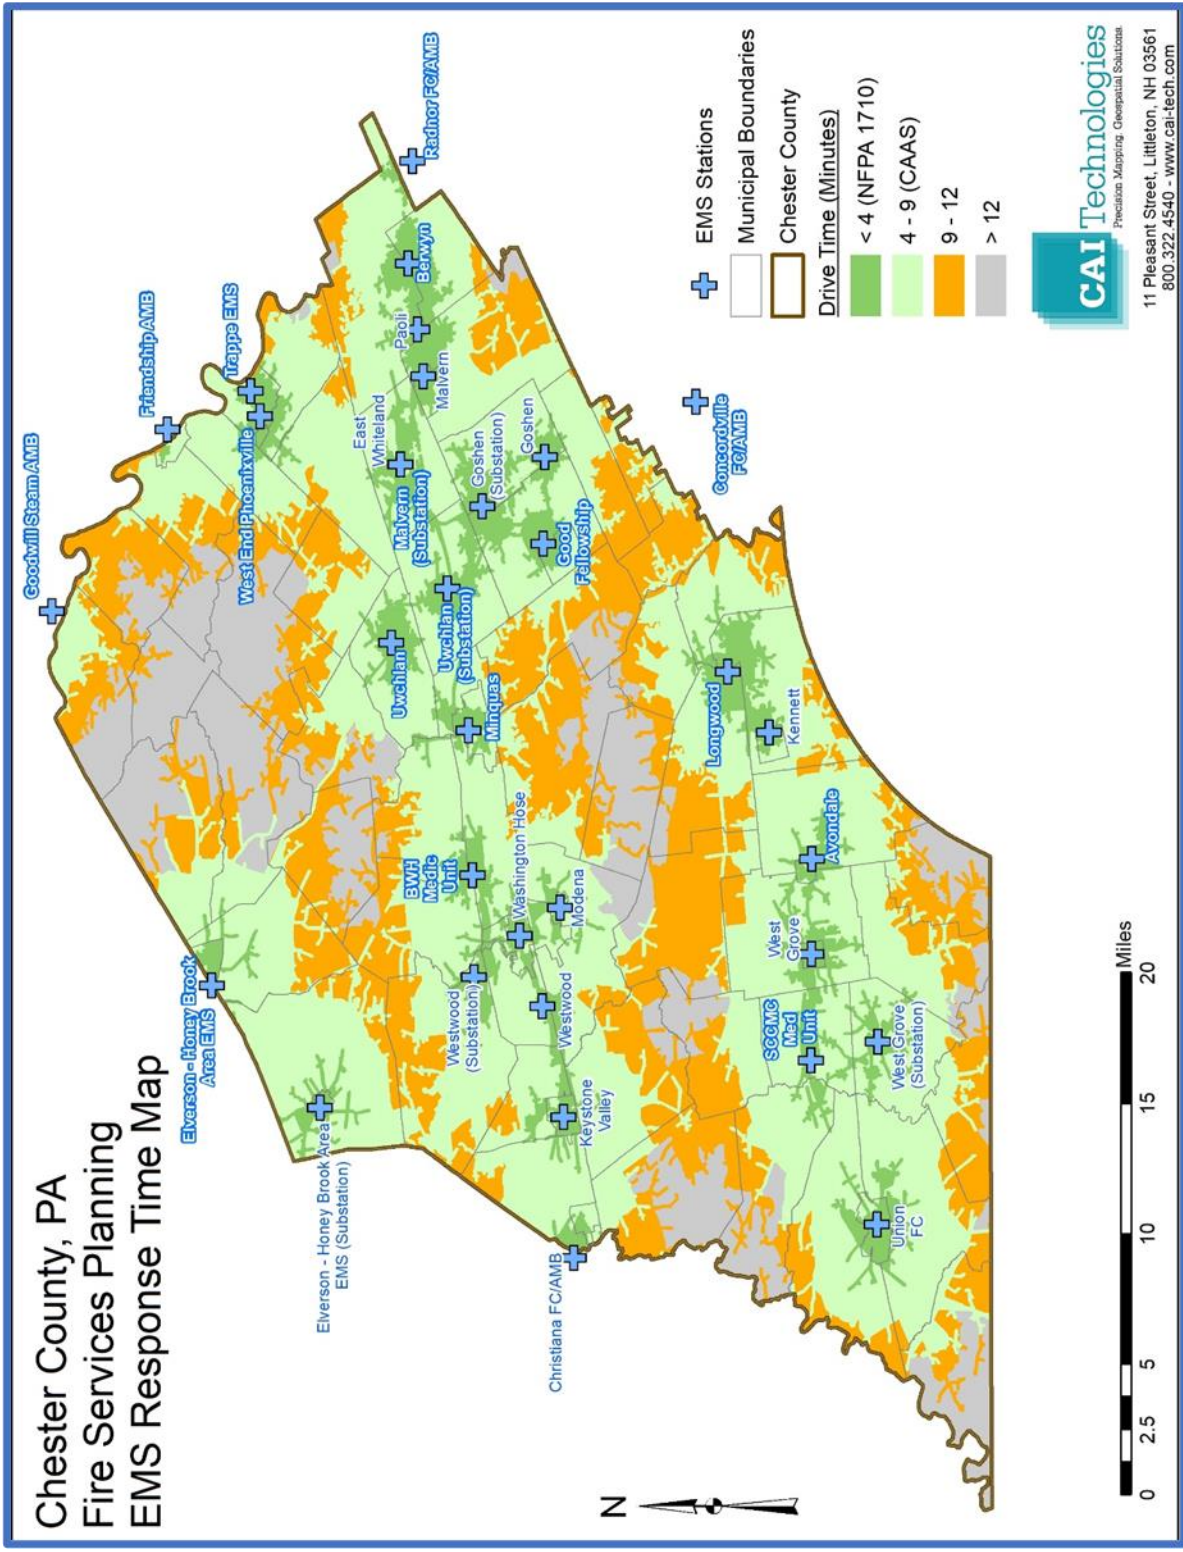 Chester County, PA
Fire Services Planning
EMS Response Time Map
Goodwill Steam AMB
Friendship AMB
Trappe EMS
West End Phoenixville
Elverson - Honey Brook
Area EMS
Elverson - Honey Brook Area
EMS (Substation)
Radnor FC/AMB
Berwyn
Paoli
Malvern
East
Whiteland
Malvern
(Substation)
Goshen
(Substation)
Goshen
Good
Fellowship
Uwchlan
Uwchlan
(Substation)
Minquas
BWH
Medic
Unit
Washington Hose
Modena
Westwood
(Substation)
Westwood
Keystone
Valley
Christiana FC/AMB
Concordville
FC/AMB
Longwood
Kennett
Avondale
West
Grove
SCCMC
Med
Unit
West Grove
(Substation)
Union
FC
N
EMS Stations
Municipal Boundaries
Chester County
Drive Time (Minutes)
< 4 (NFPA 1710)
4 - 9 (CAAS)
9 - 12
> 12
0 2.5 5 10 15 20
Miles
CAI Technologies
Precision Mapping. Geospatial Solutions.
11 Pleasant Street, Littleton, NH 03561
800.322.4540 - www.cai-tech.com